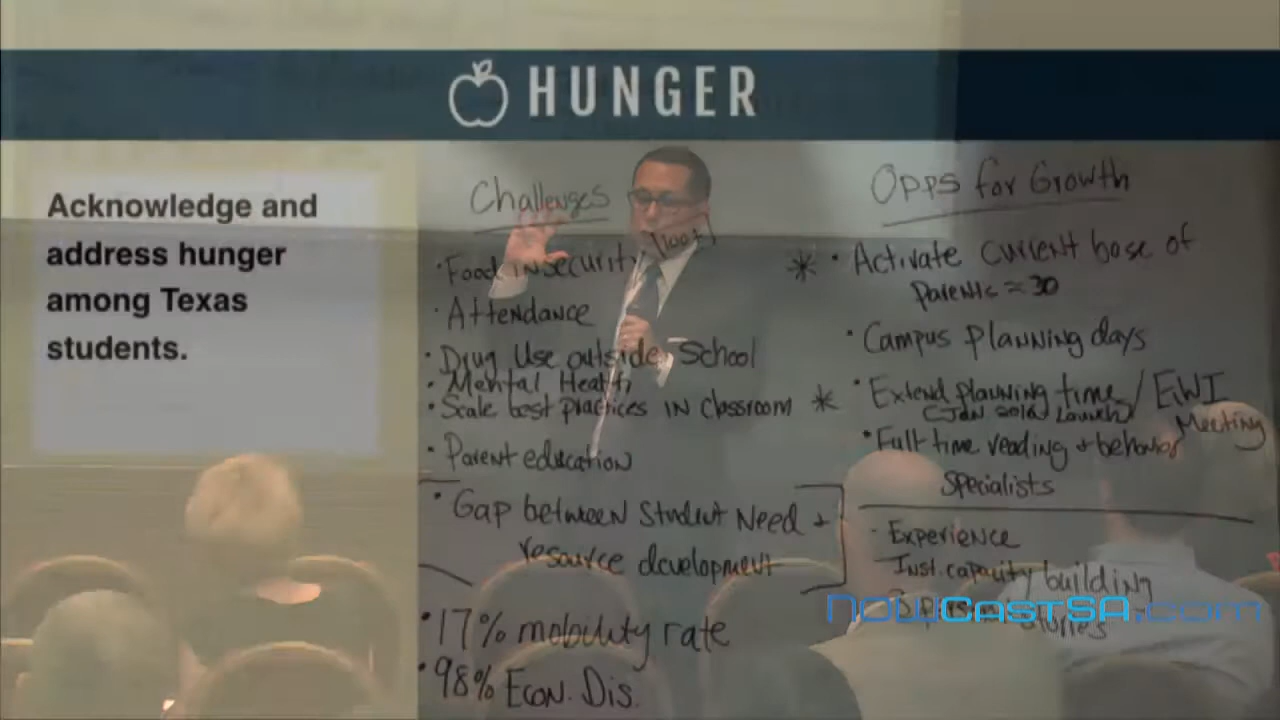 HUNGER
Acknowledge and
address hunger
among Texas
students.
Challenges
• Food insecurity
• Attendance
• Drug Use outside School
• Mental Health
• Scale best practices IN Classroom
• Parent education
• Gap between Student Need +
resource development
• 17% mobility rate
• 98% Econ. Dis.
Opps for Growth
* • Activate current base of
Parents ≈ 30
• Campus planning days
* • Extend planning time / EWI
Meeting
(JAN 2016 Launch)
• Full time reading + behavior
Specialists
- Experience
Inst. capacity building
NOWCastSA.com